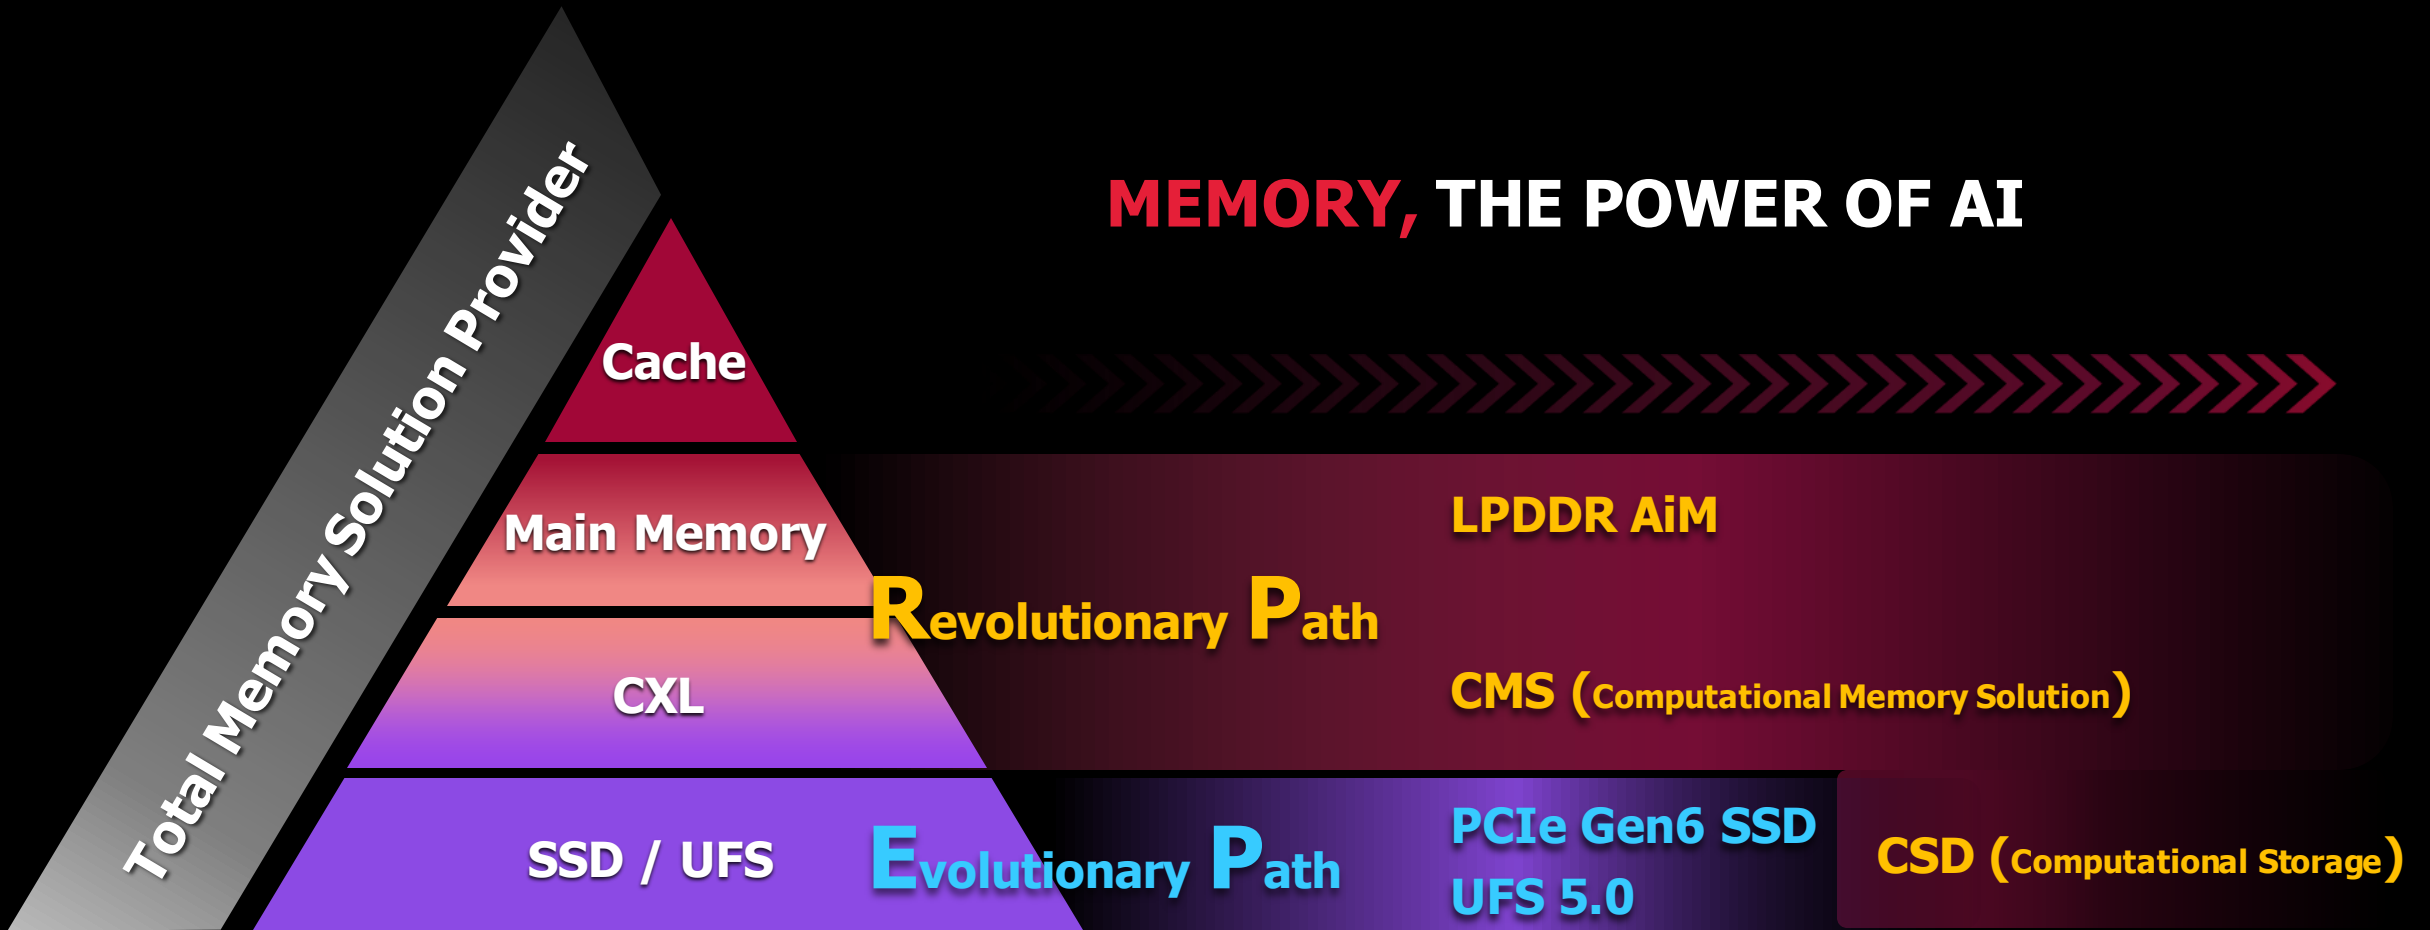 Total Memory Solution Provider
MEMORY, THE POWER OF AI
Cache
Main Memory
LPDDR AiM
Revolutionary Path
CXL
CMS (Computational Memory Solution)
SSD / UFS
Evolutionary Path
PCIe Gen6 SSD
UFS 5.0
CSD (Computational Storage)